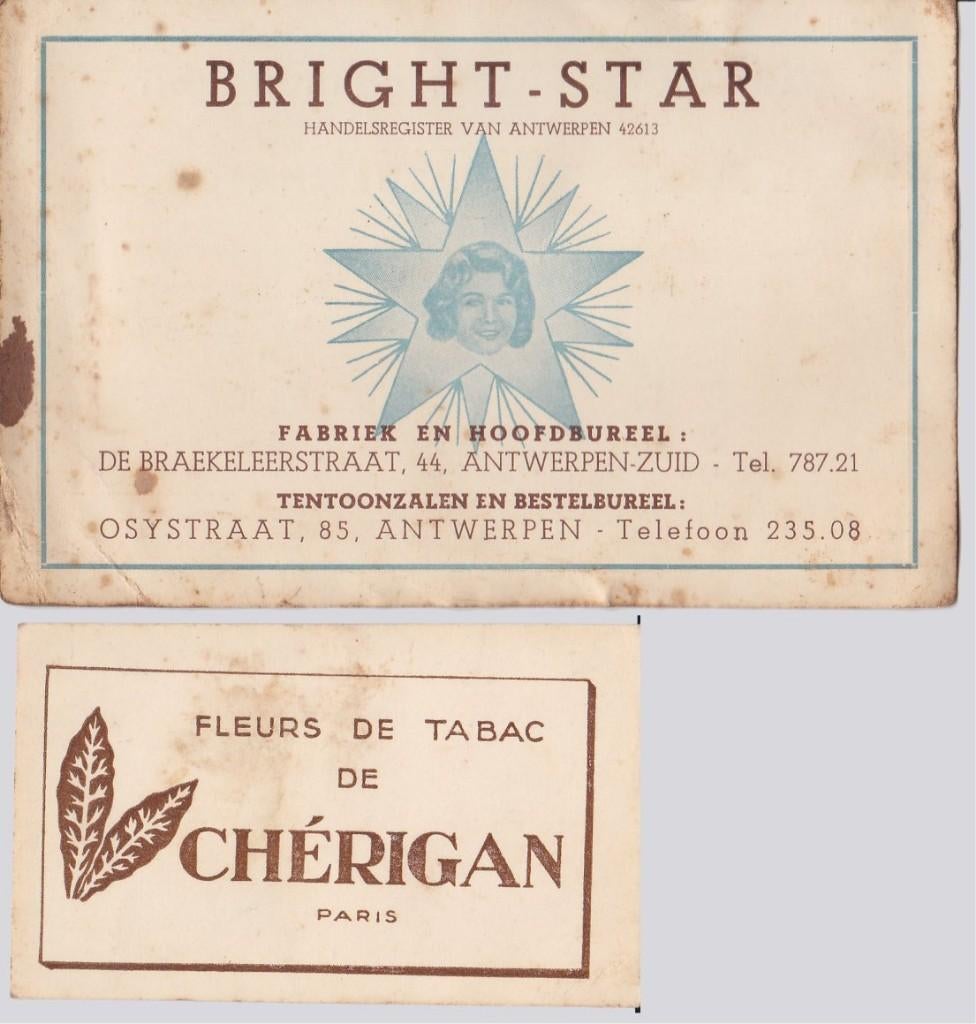 BRIGHT-STAR
HANDELSREGISTER VAN ANTWERPEN 42613
FABRIEK EN HOOFDBUREEL:
DE BRAEKELEERSTRAAT, 44, ANTWERPEN-ZUID - Tel. 787.21
TENTOONZALEN EN BESTELBUREEL:
OSYSTRAAT, 85, ANTWERPEN - Telefoon 235.08
FLEURS DE TABAC
DE
CHÉRIGAN
PARIS